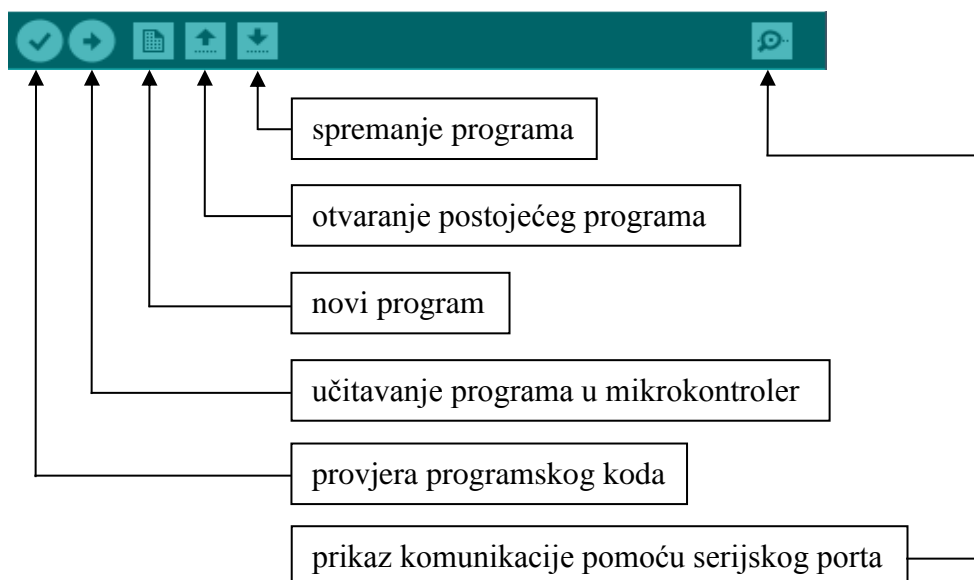 spremanje programa
otvaranje postojećeg programa
novi program
učitavanje programa u mikrokontroler
provjera programskog koda
prikaz komunikacije pomoću serijskog porta